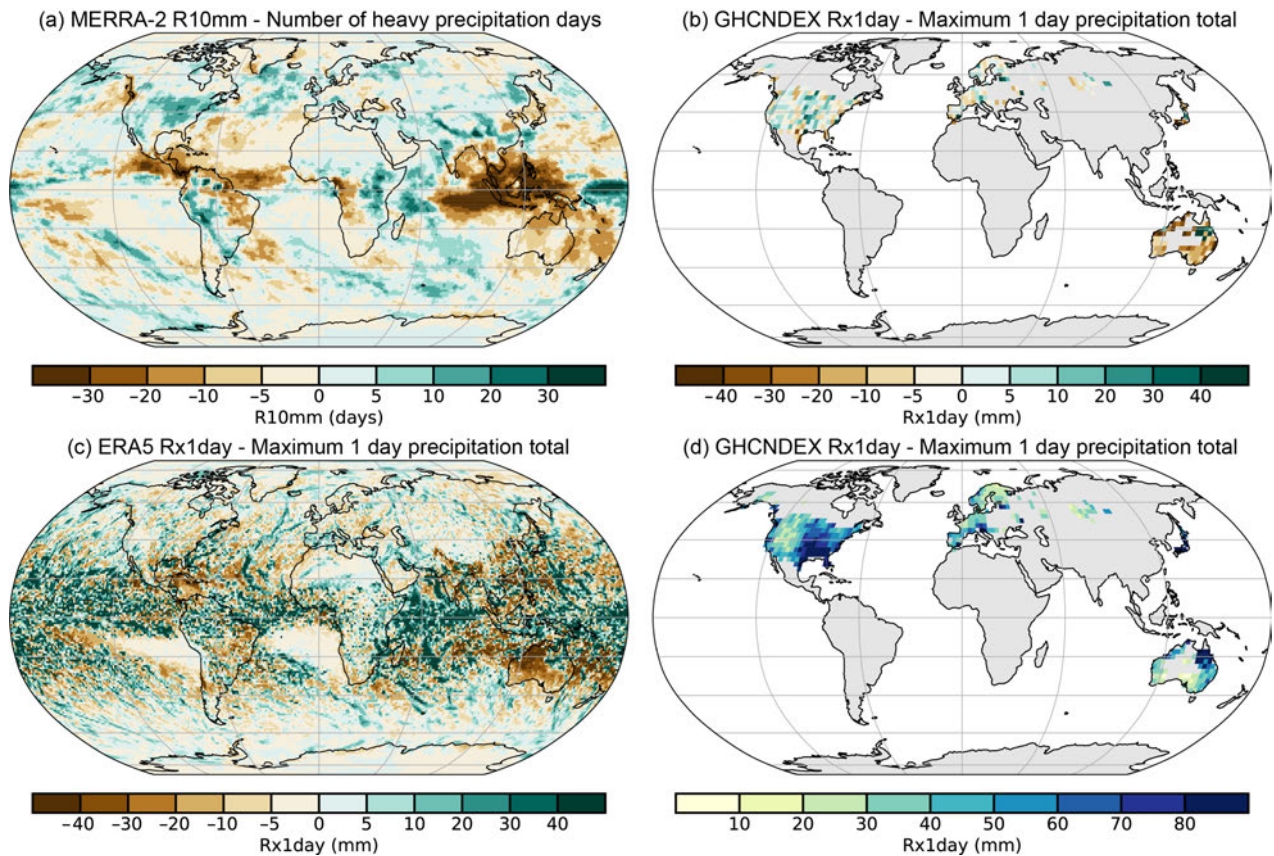 (a) MERRA-2 R10mm - Number of heavy precipitation days
(b) GHCNDEX Rx1day - Maximum 1 day precipitation total
–30 –20 –10 –5 0 5 10 20 30
R10mm (days)
–40 –30 –20 –10 –5 0 5 10 20 30 40
Rx1day (mm)
(c) ERA5 Rx1day - Maximum 1 day precipitation total
(d) GHCNDEX Rx1day - Maximum 1 day precipitation total
–40 –30 –20 –10 –5 0 5 10 20 30 40
Rx1day (mm)
10 20 30 40 50 60 70 80
Rx1day (mm)